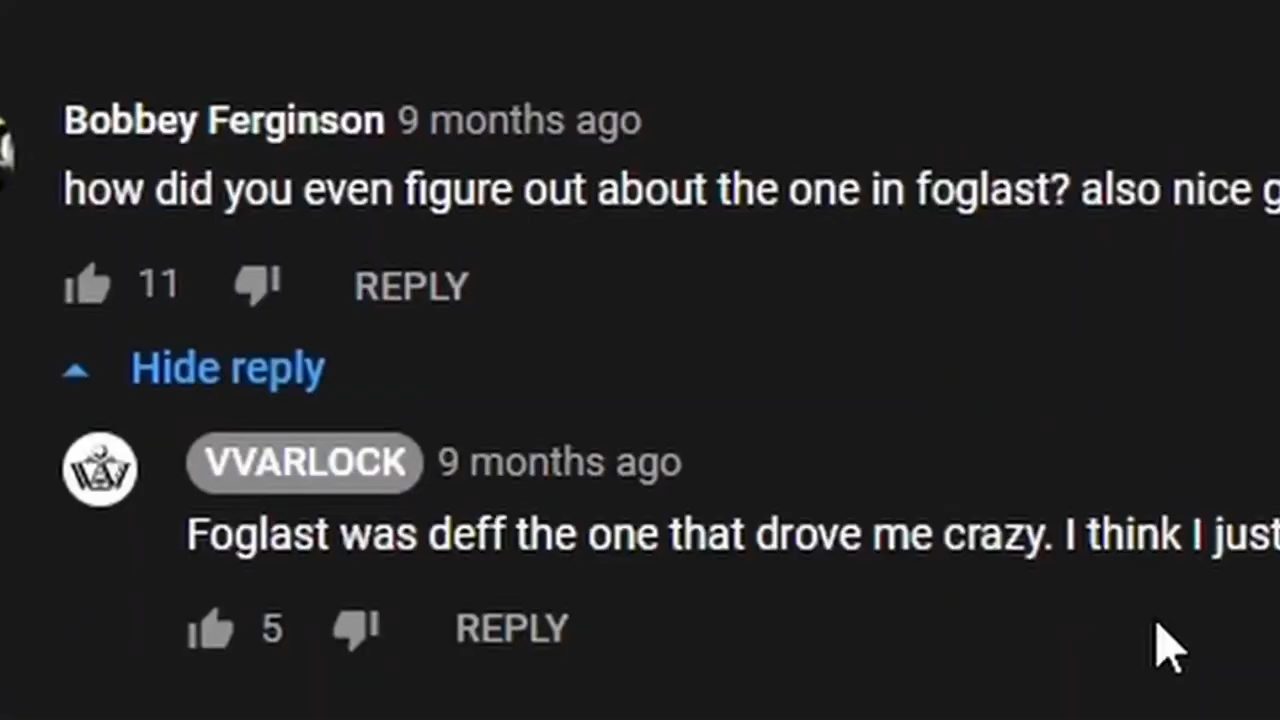 Bobbey Ferginson 9 months ago
how did you even figure out about the one in foglast? also nice
11 REPLY
Hide reply
VVARLOCK 9 months ago
Foglast was deff the one that drove me crazy. I think I just
5 REPLY